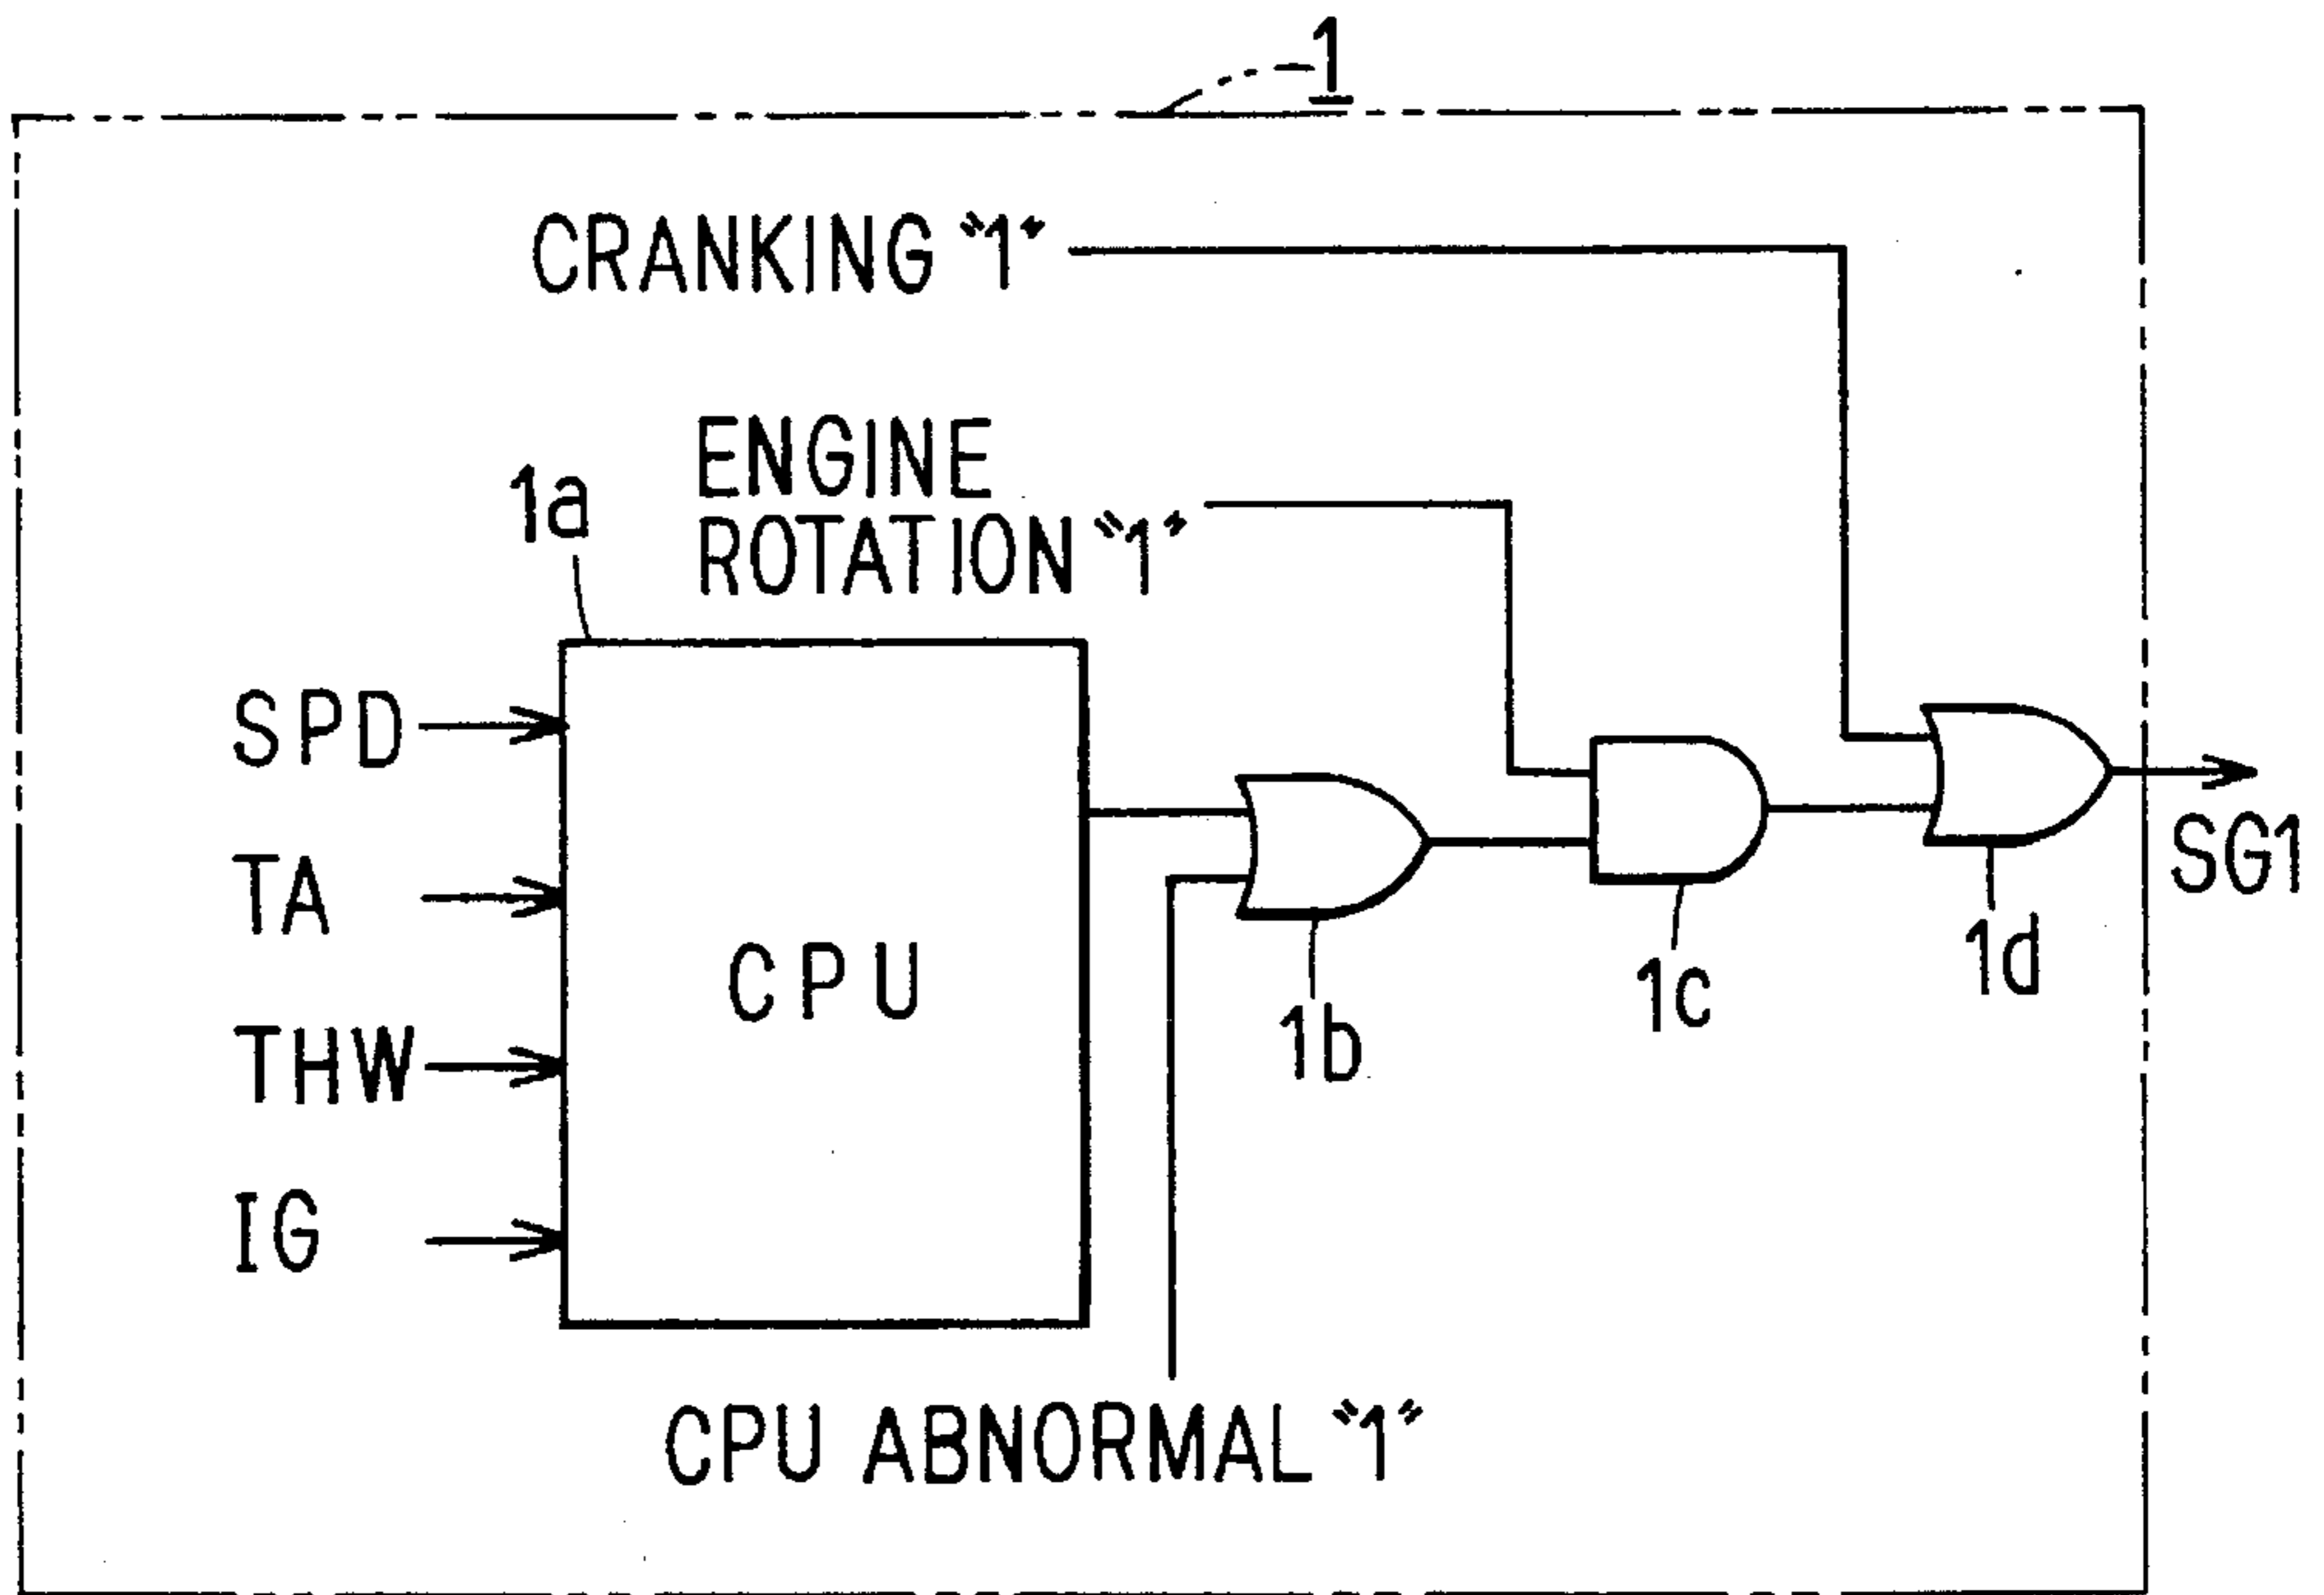 1
CRANKING "1"
ENGINE
ROTATION "1"
1a
SPD
TA
THW
IG
CPU
1b
1c
1d
SG1
CPU ABNORMAL "1"